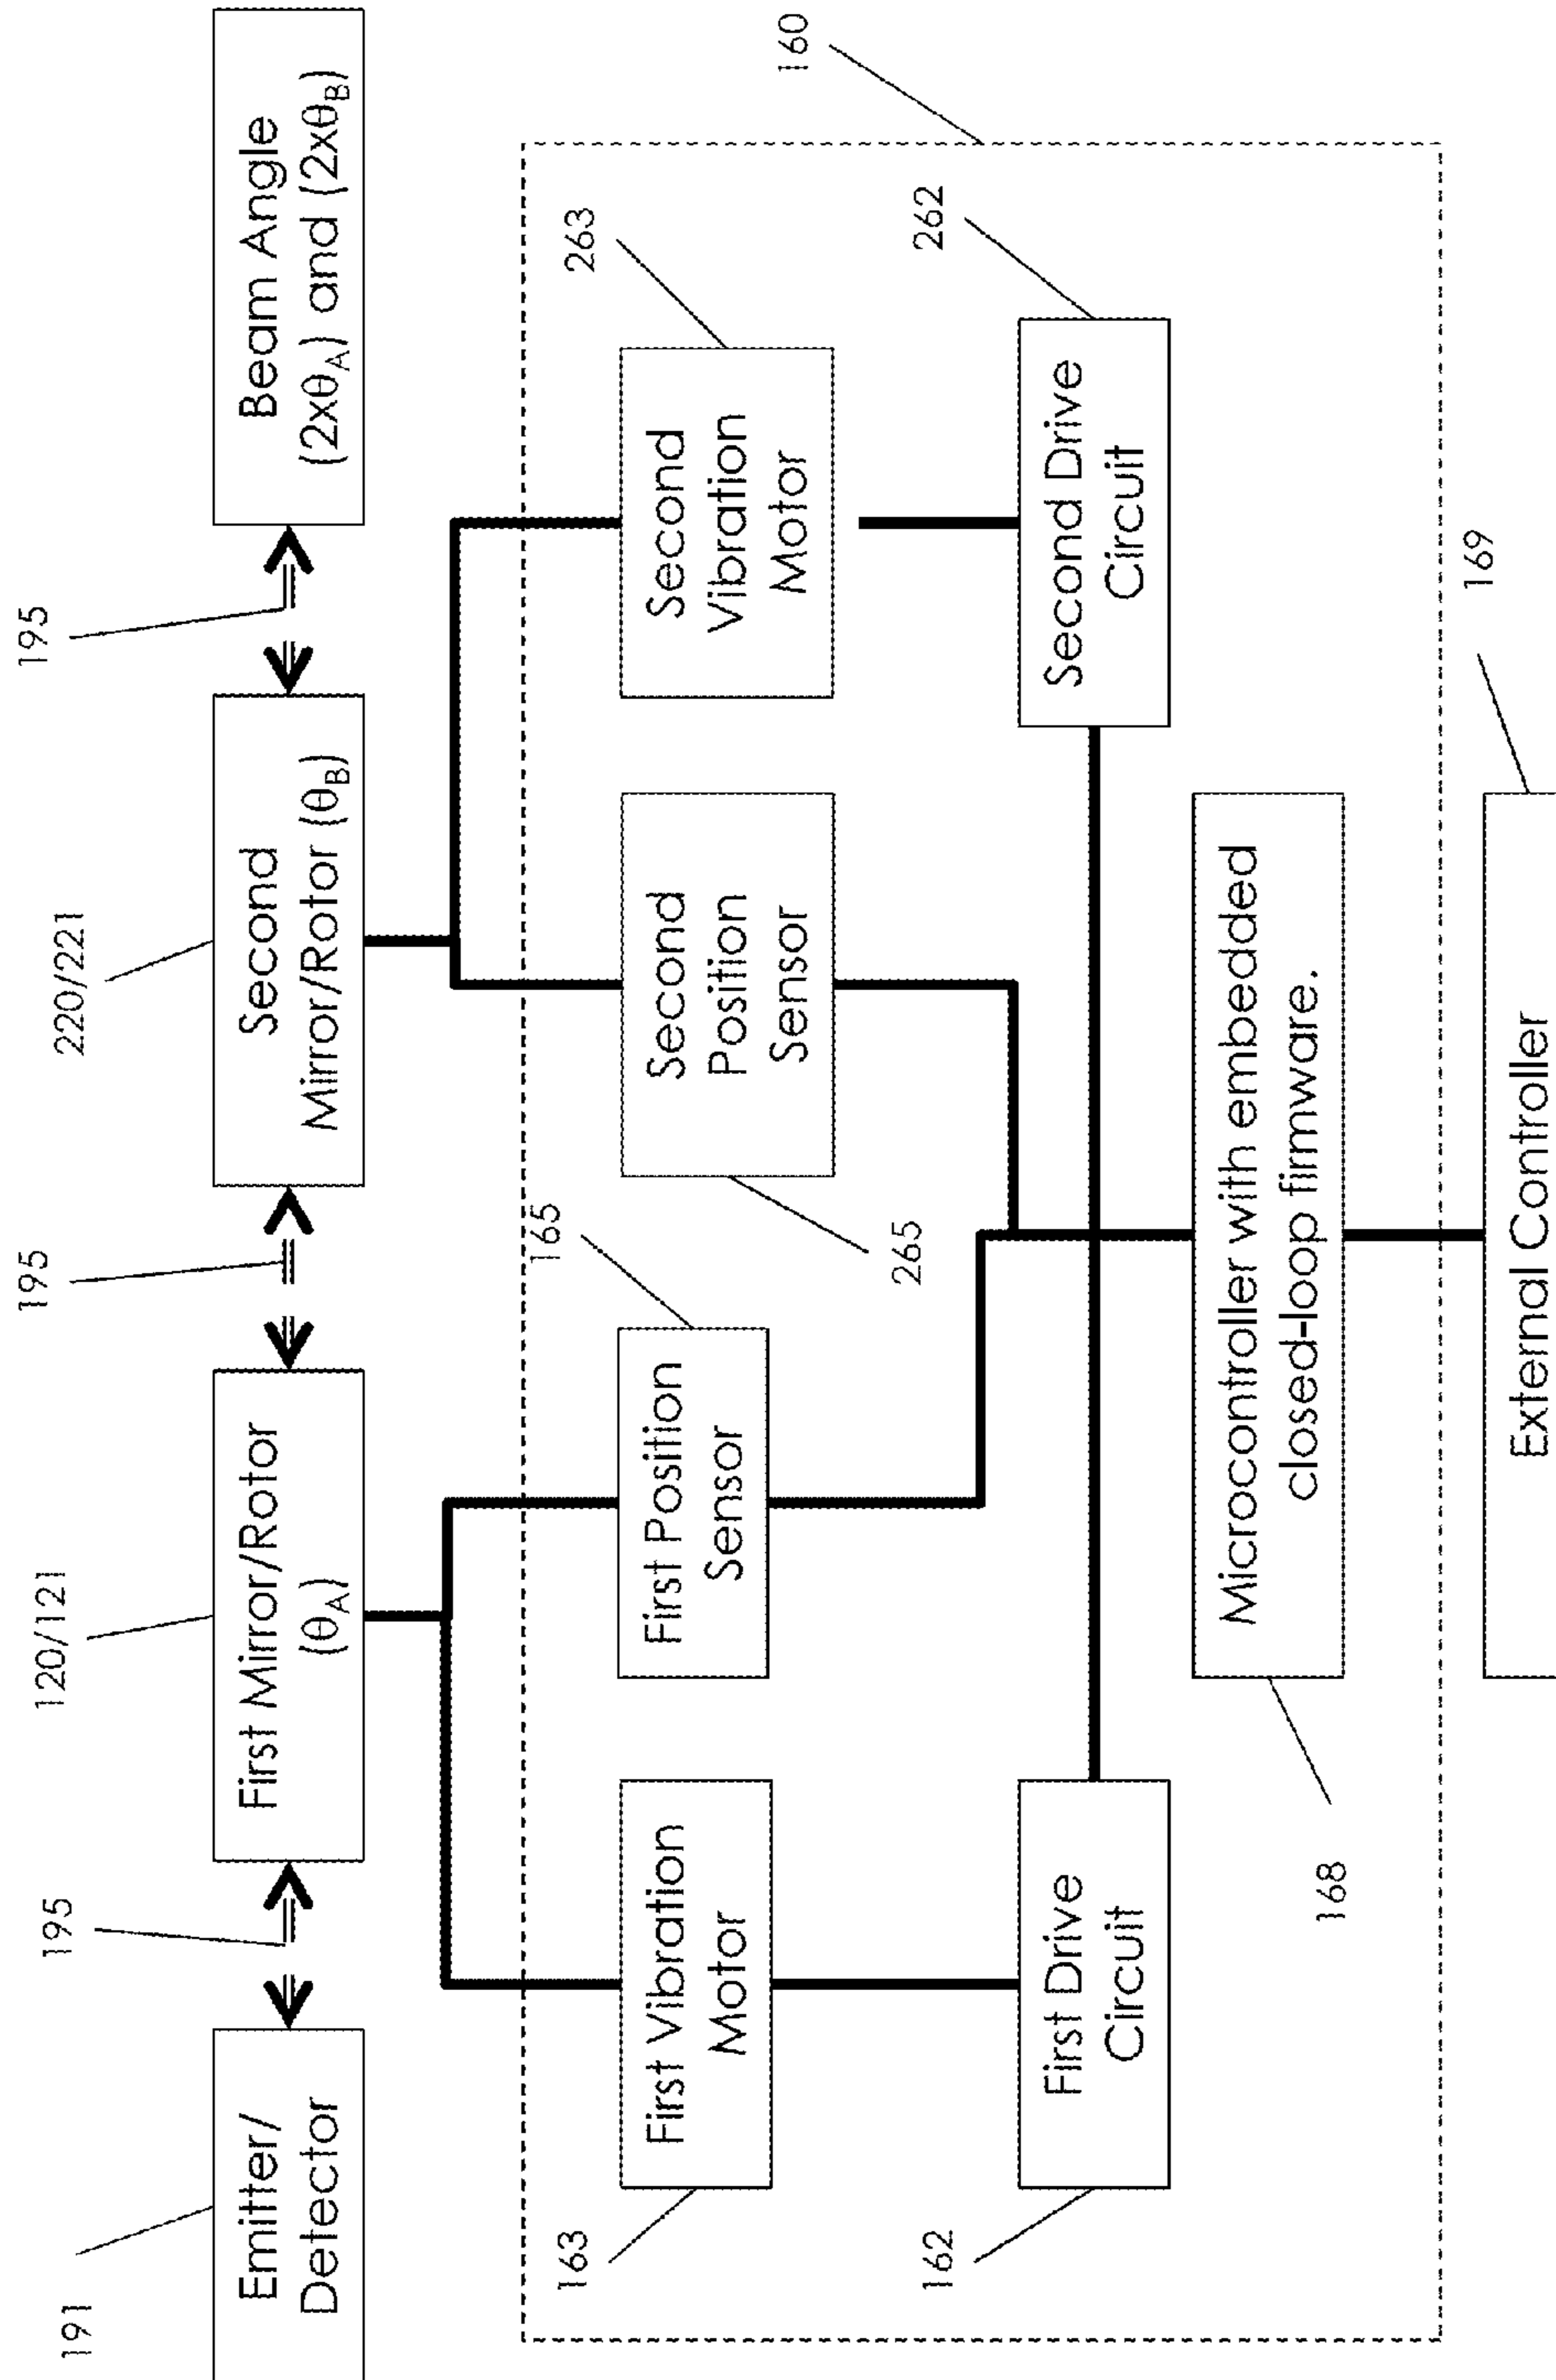 191
Emitter/
Detector
195
120/121
First Mirror/Rotor
(θA)
195
220/221
Second
Mirror/Rotor (θB)
195
Beam Angle
(2xθA) and (2xθB)
160
163
First Vibration
Motor
165
First Position
Sensor
265
Second
Position
Sensor
263
Second
Vibration
Motor
162
First Drive
Circuit
262
Second Drive
Circuit
168
Microcontroller with embedded
closed-loop firmware.
169
External Controller